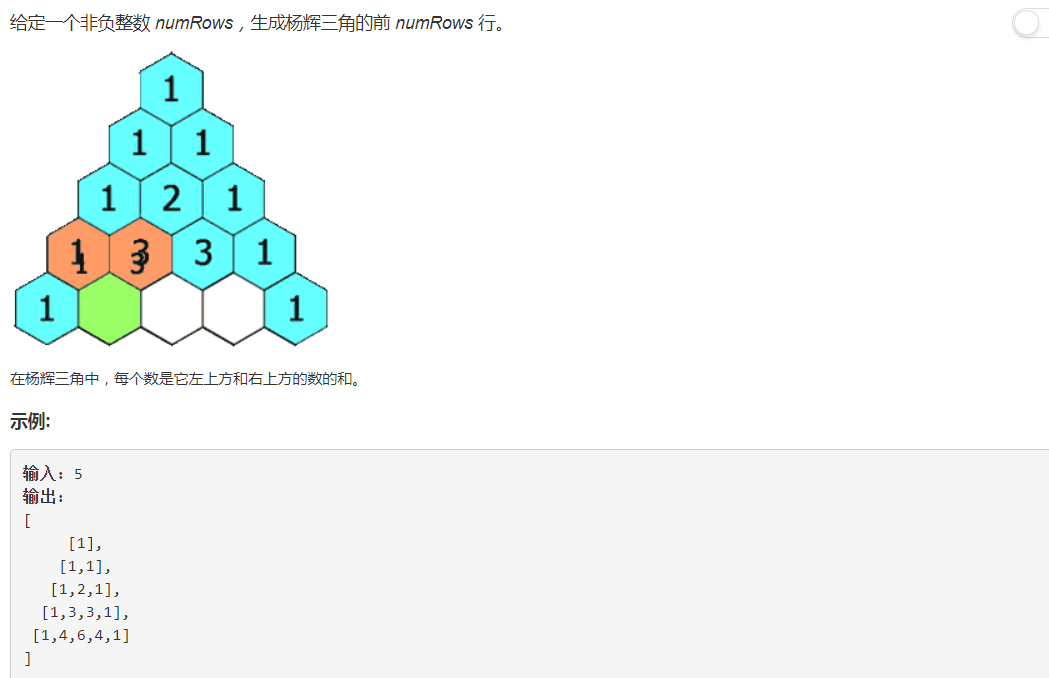 给定一个非负整数 numRows，生成杨辉三角的前 numRows 行。
1
1 1
1 2 1
1 1 3 3 3 1
1 1
在杨辉三角中，每个数是它左上方和右上方的数的和。
示例:
输入: 5
输出:
[
     [1],
    [1,1],
   [1,2,1],
  [1,3,3,1],
 [1,4,6,4,1]
]